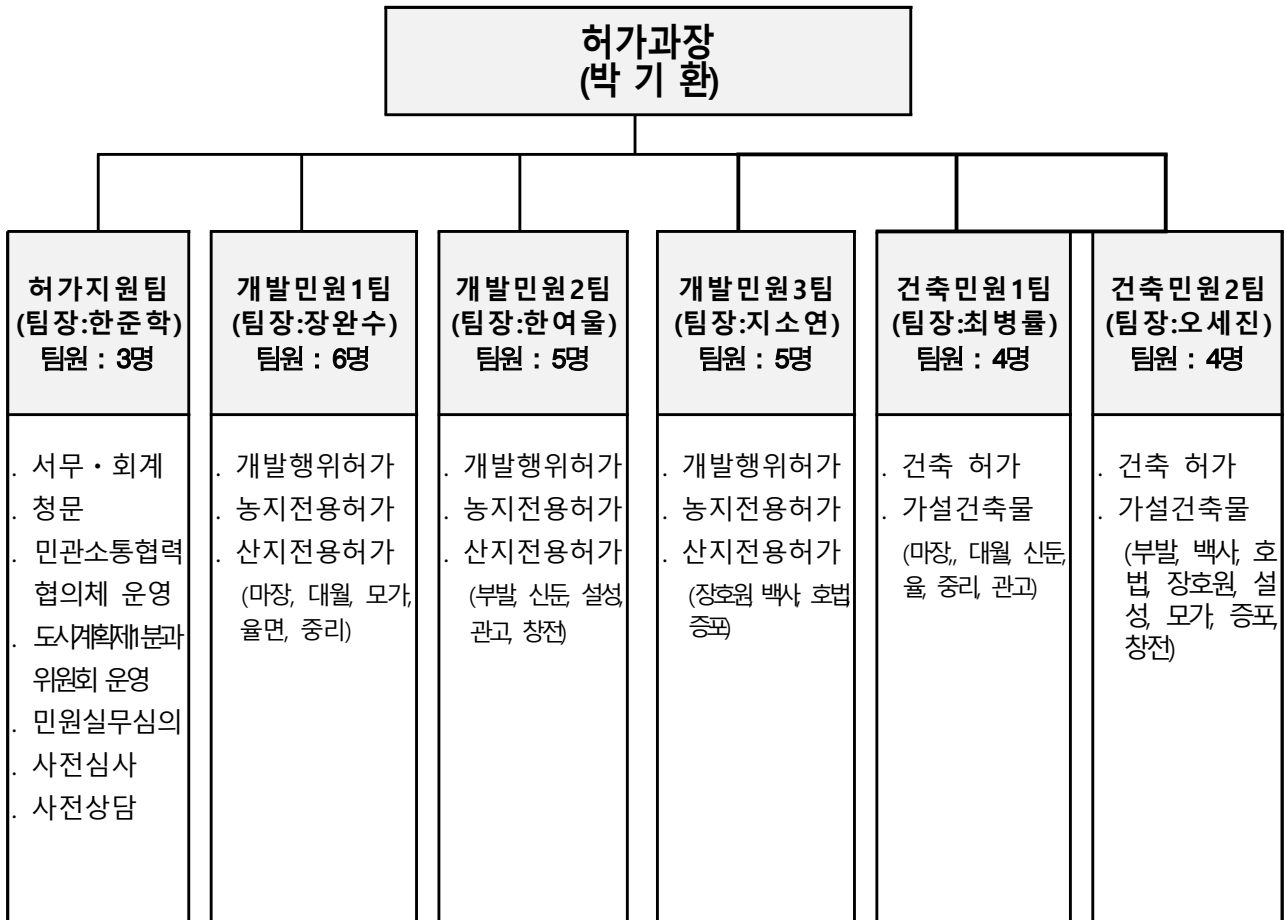 허가과장
(박 기 환)
허가지원팀
(팀장:한준학)
팀원 : 3명
. 서무・회계
. 청문
. 민관소통협력
협의체 운영
. 도시계획제1분과
위원회 운영
. 민원실무심의
. 사전심사
. 사전상담
개발민원1팀
(팀장:장완수)
팀원 : 6명
. 개발행위허가
. 농지전용허가
. 산지전용허가
(마장, 대월, 모가,
율면, 중리)
개발민원2팀
(팀장:한여울)
팀원 : 5명
. 개발행위허가
. 농지전용허가
. 산지전용허가
(부발, 신둔, 설성,
관고, 창전)
개발민원3팀
(팀장:지소연)
팀원 : 5명
. 개발행위허가
. 농지전용허가
. 산지전용허가
(장호원, 백사, 호법,
증포)
건축민원1팀
(팀장:최병률)
팀원 : 4명
. 건축 허가
. 가설건축물
(마장,, 대월, 신둔,
율, 중리, 관고)
건축민원2팀
(팀장:오세진)
팀원 : 4명
. 건축 허가
. 가설건축물
(부발, 백사, 호
법, 장호원, 설
성, 모가, 증포,
창전)